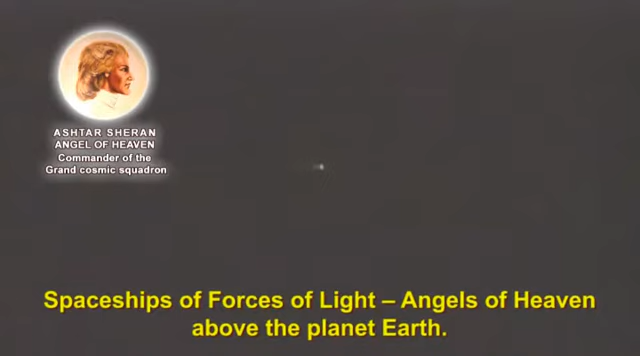 ASHTAR SHERAN
ANGEL OF HEAVEN
Commander of the
Grand cosmic squadron
Spaceships of Forces of Light – Angels of Heaven
above the planet Earth.